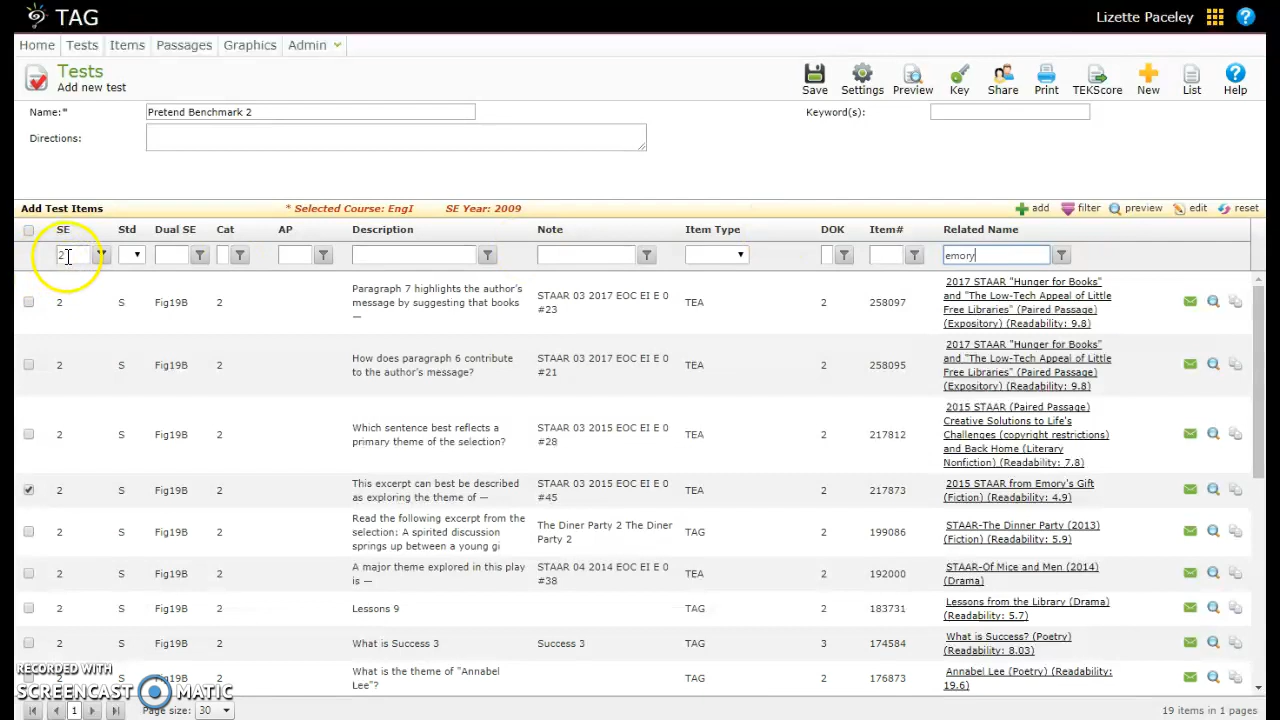 TAG
Lizette Paceley
Home Tests Items Passages Graphics Admin
Tests
Add new test
Save Settings Preview Key Share Print TEKScore New List Help
Name:* Pretend Benchmark 2 Keyword(s):
Directions:
Add Test Items * Selected Course: EngI SE Year: 2009 add filter preview edit reset
SE Std Dual SE Cat AP Description Note Item Type DOK Item# Related Name
2 emory
Paragraph 7 highlights the author's message by suggesting that books —
2 S Fig19B 2 STAAR 03 2017 EOC EI E 0 #23 TEA 2 258097
2017 STAAR "Hunger for Books" and "The Low-Tech Appeal of Little Free Libraries" (Paired Passage) (Expository) (Readability: 9.8)
2 S Fig19B 2 How does paragraph 6 contribute to the author's message? STAAR 03 2017 EOC EI E 0 #21 TEA 2 258095
2017 STAAR "Hunger for Books" and "The Low-Tech Appeal of Little Free Libraries" (Paired Passage) (Expository) (Readability: 9.8)
2 S Fig19B 2 Which sentence best reflects a primary theme of the selection? STAAR 03 2015 EOC EI E 0 #28 TEA 2 217812
2015 STAAR (Paired Passage) Creative Solutions to Life's Challenges (copyright restrictions) and Back Home (Literary Nonfiction) (Readability: 7.8)
2 S Fig19B 2 This excerpt can best be described as exploring the theme of — STAAR 03 2015 EOC EI E 0 #45 TEA 2 217873 2015 STAAR from Emory's Gift (Fiction) (Readability: 4.9)
2 S Fig19B 2 Read the following excerpt from the selection: A spirited discussion springs up between a young gi The Diner Party 2 The Diner Party 2 TAG 2 199086 STAAR-The Dinner Party (2013) (Fiction) (Readability: 5.9)
2 S Fig19B 2 A major theme explored in this play is — STAAR 04 2014 EOC EI E 0 #38 TEA 2 192000 STAAR-Of Mice and Men (2014) (Drama)
2 S Fig19B 2 Lessons 9 TAG 2 183731 Lessons from the Library (Drama) (Readability: 5.7)
2 S Fig19B 2 What is Success 3 Success 3 TAG 3 174584 What is Success? (Poetry) (Readability: 8.03)
2 S Fig19B 2 What is the theme of "Annabel Lee"? TAG 2 176873 Annabel Lee (Poetry) (Readability: 19.6)
RECORDED WITH
SCREENCAST MATIC
1 Page size: 30 19 items in 1 pages